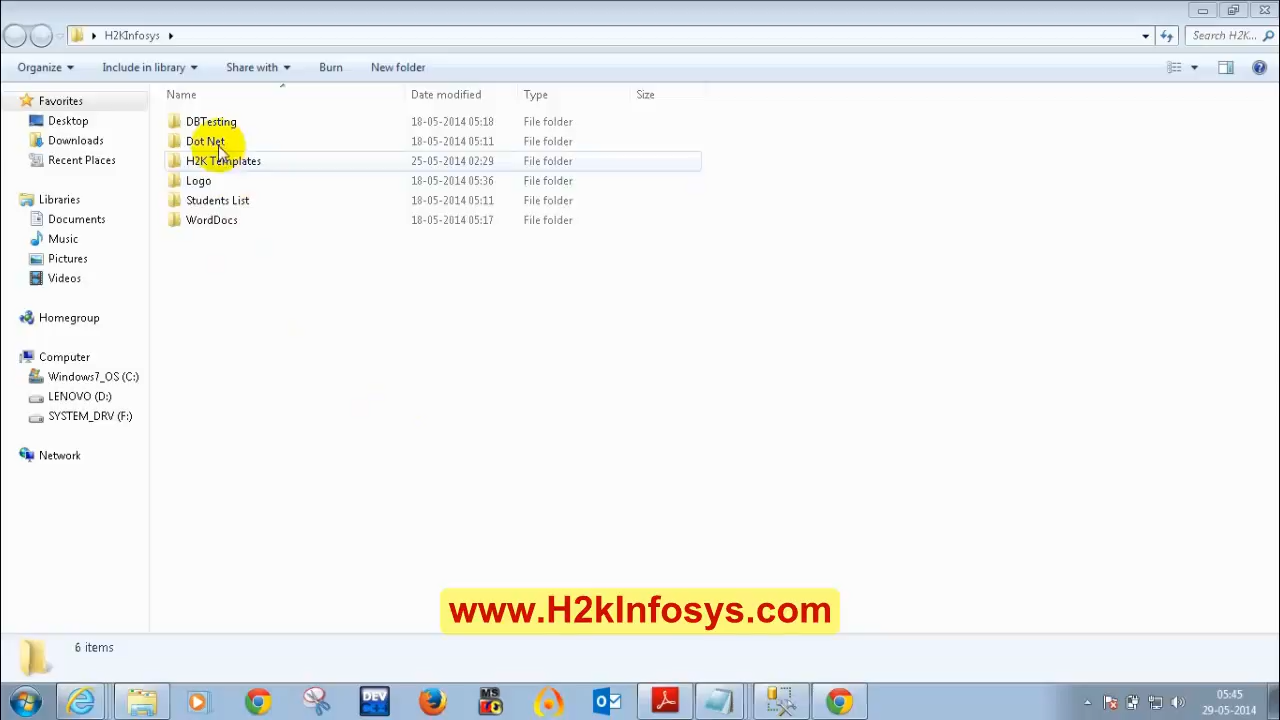 H2KInfosys
Search H2K...
Organize Include in library Share with Burn New folder
Name Date modified Type Size
Favorites
Desktop
Downloads
Recent Places
Libraries
Documents
Music
Pictures
Videos
Homegroup
Computer
Windows7_OS (C:)
LENOVO (D:)
SYSTEM_DRV (F:)
Network
DBTesting 18-05-2014 05:18 File folder
Dot Net 18-05-2014 05:11 File folder
H2K Templates 25-05-2014 02:29 File folder
Logo 18-05-2014 05:36 File folder
Students List 18-05-2014 05:11 File folder
WordDocs 18-05-2014 05:17 File folder
www.H2kInfosys.com
6 items
DEV
MS
05:45
29-05-2014